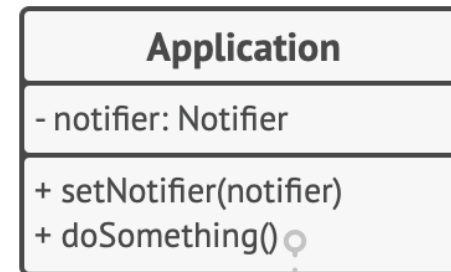 Application
- notifier: Notifier
+ setNotifier(notifier)
+ doSomething()